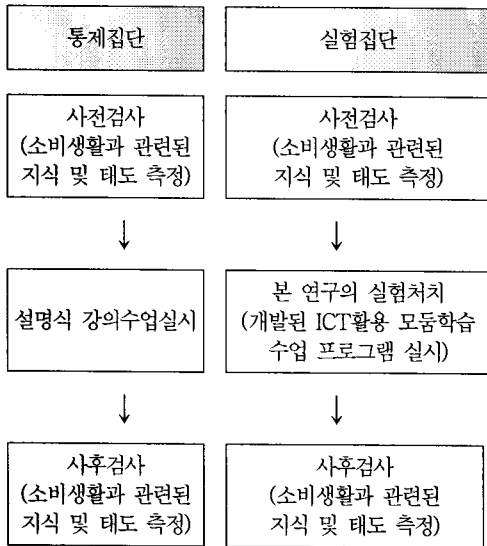 통제집단
실험집단
사전검사
(소비생활과 관련된
지식 및 태도 측정)
사전검사
(소비생활과 관련된
지식 및 태도 측정)
↓
↓
설명식 강의수업실시
본 연구의 실험처치
(개발된 ICT활용 모둠학습
수업 프로그램 실시)
↓
↓
사후검사
(소비생활과 관련된
지식 및 태도 측정)
사후검사
(소비생활과 관련된
지식 및 태도 측정)